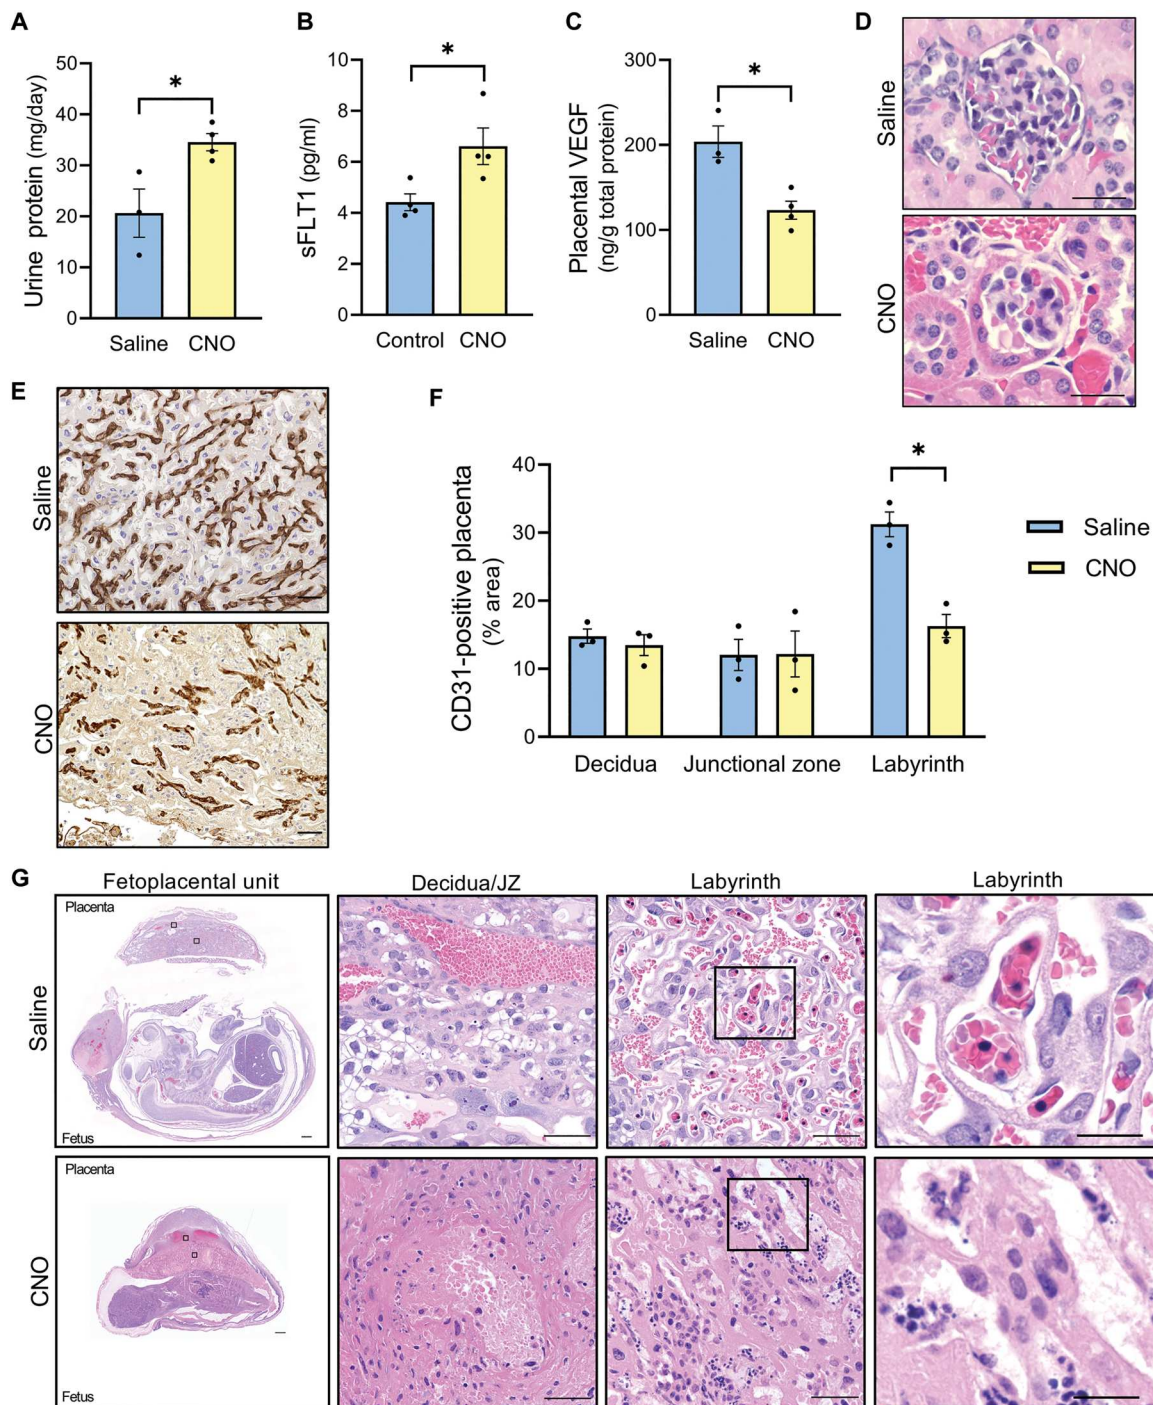 A
Urine protein (mg/day)
50
40
30
20
10
0
*
Saline
CNO
B
sFLT1 (pg/ml)
10
8
6
4
2
0
*
Control
CNO
C
Placental VEGF
(ng/g total protein)
300
200
100
0
*
Saline
CNO
D
Saline
CNO
E
Saline
CNO
F
CD31-positive placenta
(% area)
40
30
20
10
0
*
Decidua
Junctional zone
Labyrinth
Saline
CNO
G
Fetoplacental unit
Decidua/JZ
Labyrinth
Labyrinth
Saline
Placenta
Fetus
CNO
Placenta
Fetus